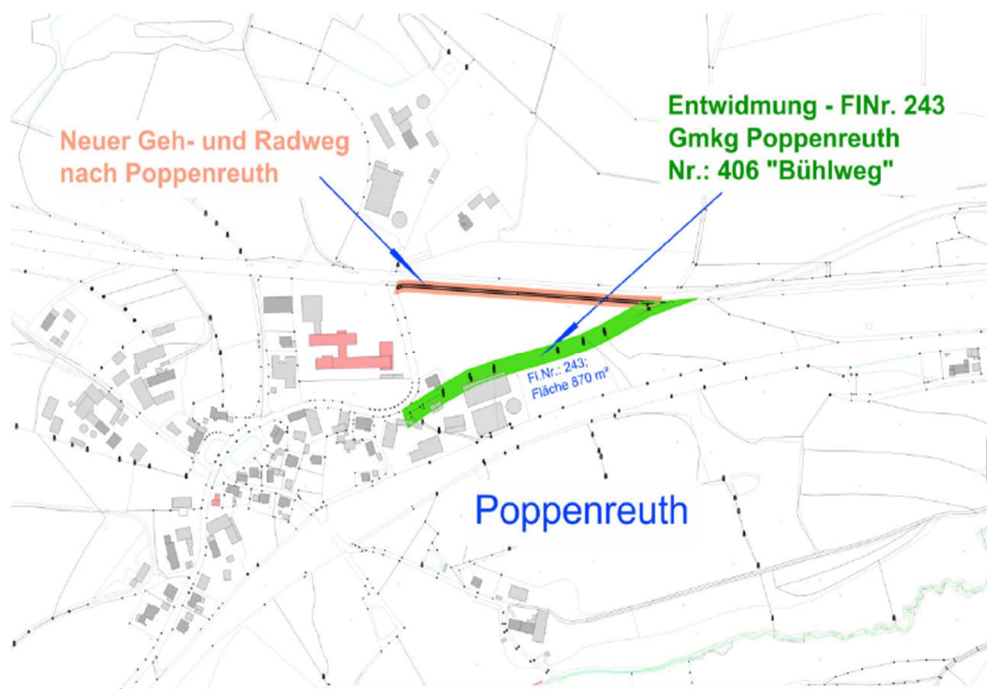 Neuer Geh- und Radweg
nach Poppenreuth
Entwidmung - FlNr. 243
Gmkg Poppenreuth
Nr.: 406 "Bühlweg"
Fl.Nr.: 243;
Fläche 870 m²
Poppenreuth